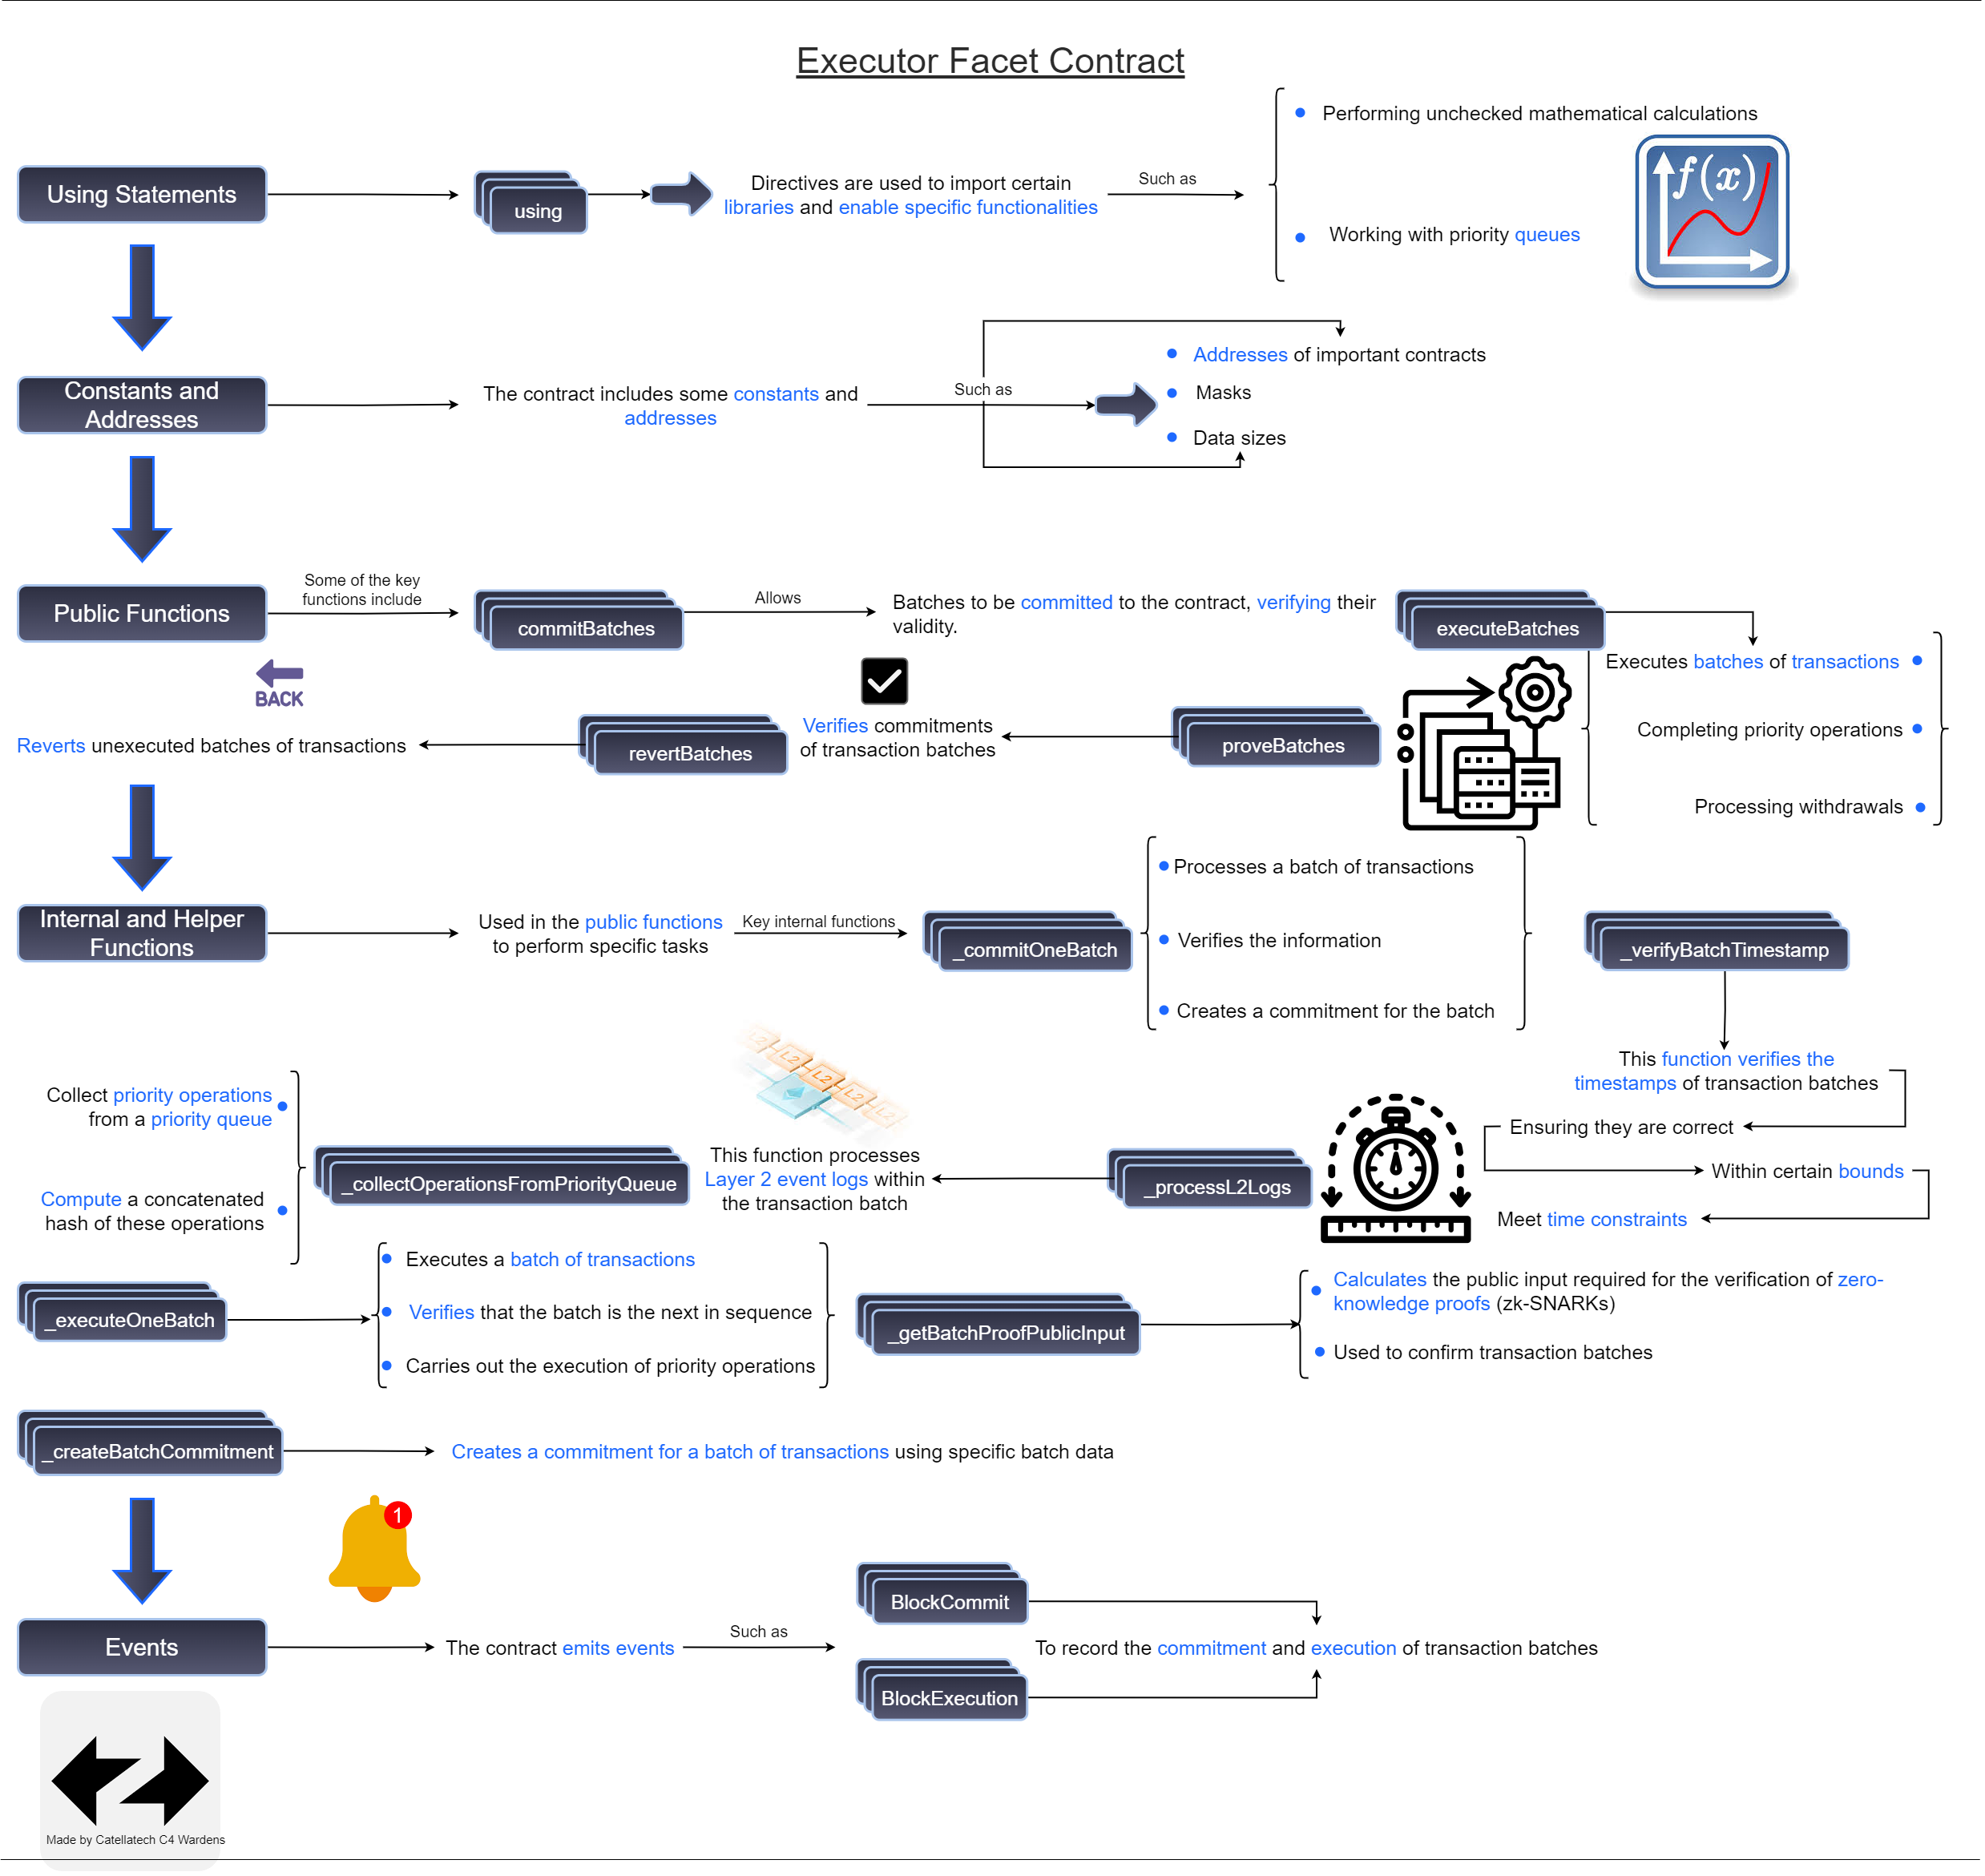 Executor Facet Contract
Using Statements
using
Directives are used to import certain
libraries and enable specific functionalities
Such as
Performing unchecked mathematical calculations
Working with priority queues
f(x)
Constants and
Addresses
The contract includes some constants and
addresses
Such as
Addresses of important contracts
Masks
Data sizes
Public Functions
Some of the key
functions include
commitBatches
Allows
Batches to be committed to the contract, verifying their
validity.
executeBatches
Executes batches of transactions
Completing priority operations
Processing withdrawals
proveBatches
Verifies commitments
of transaction batches
revertBatches
BACK
Reverts unexecuted batches of transactions
Internal and Helper
Functions
Used in the public functions
to perform specific tasks
Key internal functions
_commitOneBatch
Processes a batch of transactions
Verifies the information
Creates a commitment for the batch
_verifyBatchTimestamp
This function verifies the
timestamps of transaction batches
Ensuring they are correct
Within certain bounds
Meet time constraints
_processL2Logs
L2
L2
L2
L2
L2
This function processes
Layer 2 event logs within
the transaction batch
_collectOperationsFromPriorityQueue
Collect priority operations
from a priority queue
Compute a concatenated
hash of these operations
_executeOneBatch
Executes a batch of transactions
Verifies that the batch is the next in sequence
Carries out the execution of priority operations
_getBatchProofPublicInput
Calculates the public input required for the verification of zero-
knowledge proofs (zk-SNARKs)
Used to confirm transaction batches
_createBatchCommitment
Creates a commitment for a batch of transactions using specific batch data
1
Events
The contract emits events
Such as
BlockCommit
BlockExecution
To record the commitment and execution of transaction batches
Made by Catellatech C4 Wardens